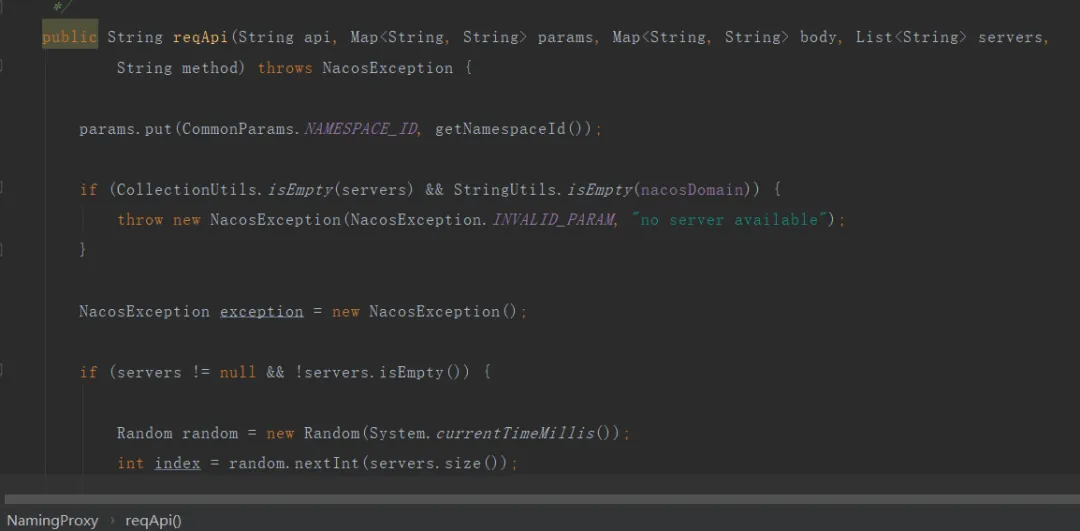 */
public String reqApi(String api, Map<String, String> params, Map<String, String> body, List<String> servers,
String method) throws NacosException {
params.put(CommonParams.NAMESPACE_ID, getNamespaceId());
if (CollectionUtils.isEmpty(servers) && StringUtils.isEmpty(nacosDomain)) {
throw new NacosException(NacosException.INVALID_PARAM, "no server available");
}
NacosException exception = new NacosException();
if (servers != null && !servers.isEmpty()) {
Random random = new Random(System.currentTimeMillis());
int index = random.nextInt(servers.size());
NamingProxy › reqApi()